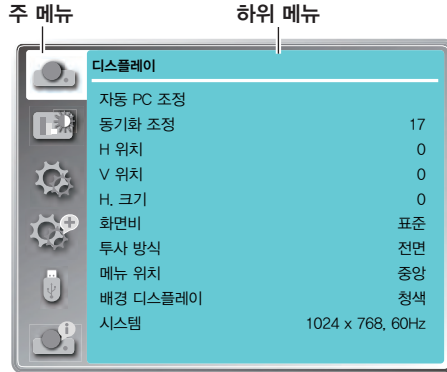 주 메뉴 하위 메뉴
디스플레이
자동 PC 조정
동기화 조정 17
H 위치 0
V 위치 0
H. 크기 0
화면비 표준
투사 방식 전면
메뉴 위치 중앙
배경 디스플레이 청색
시스템 1024 x 768, 60Hz